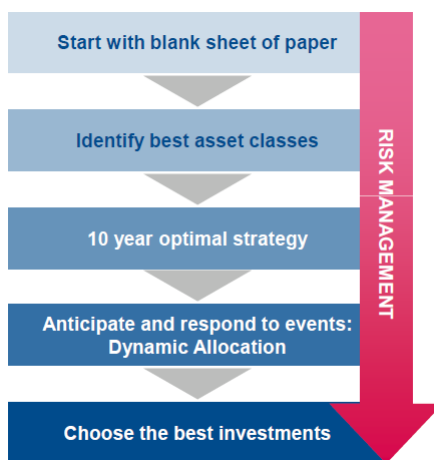 Start with blank sheet of paper
Identify best asset classes
10 year optimal strategy
Anticipate and respond to events:
Dynamic Allocation
Choose the best investments
RISK MANAGEMENT